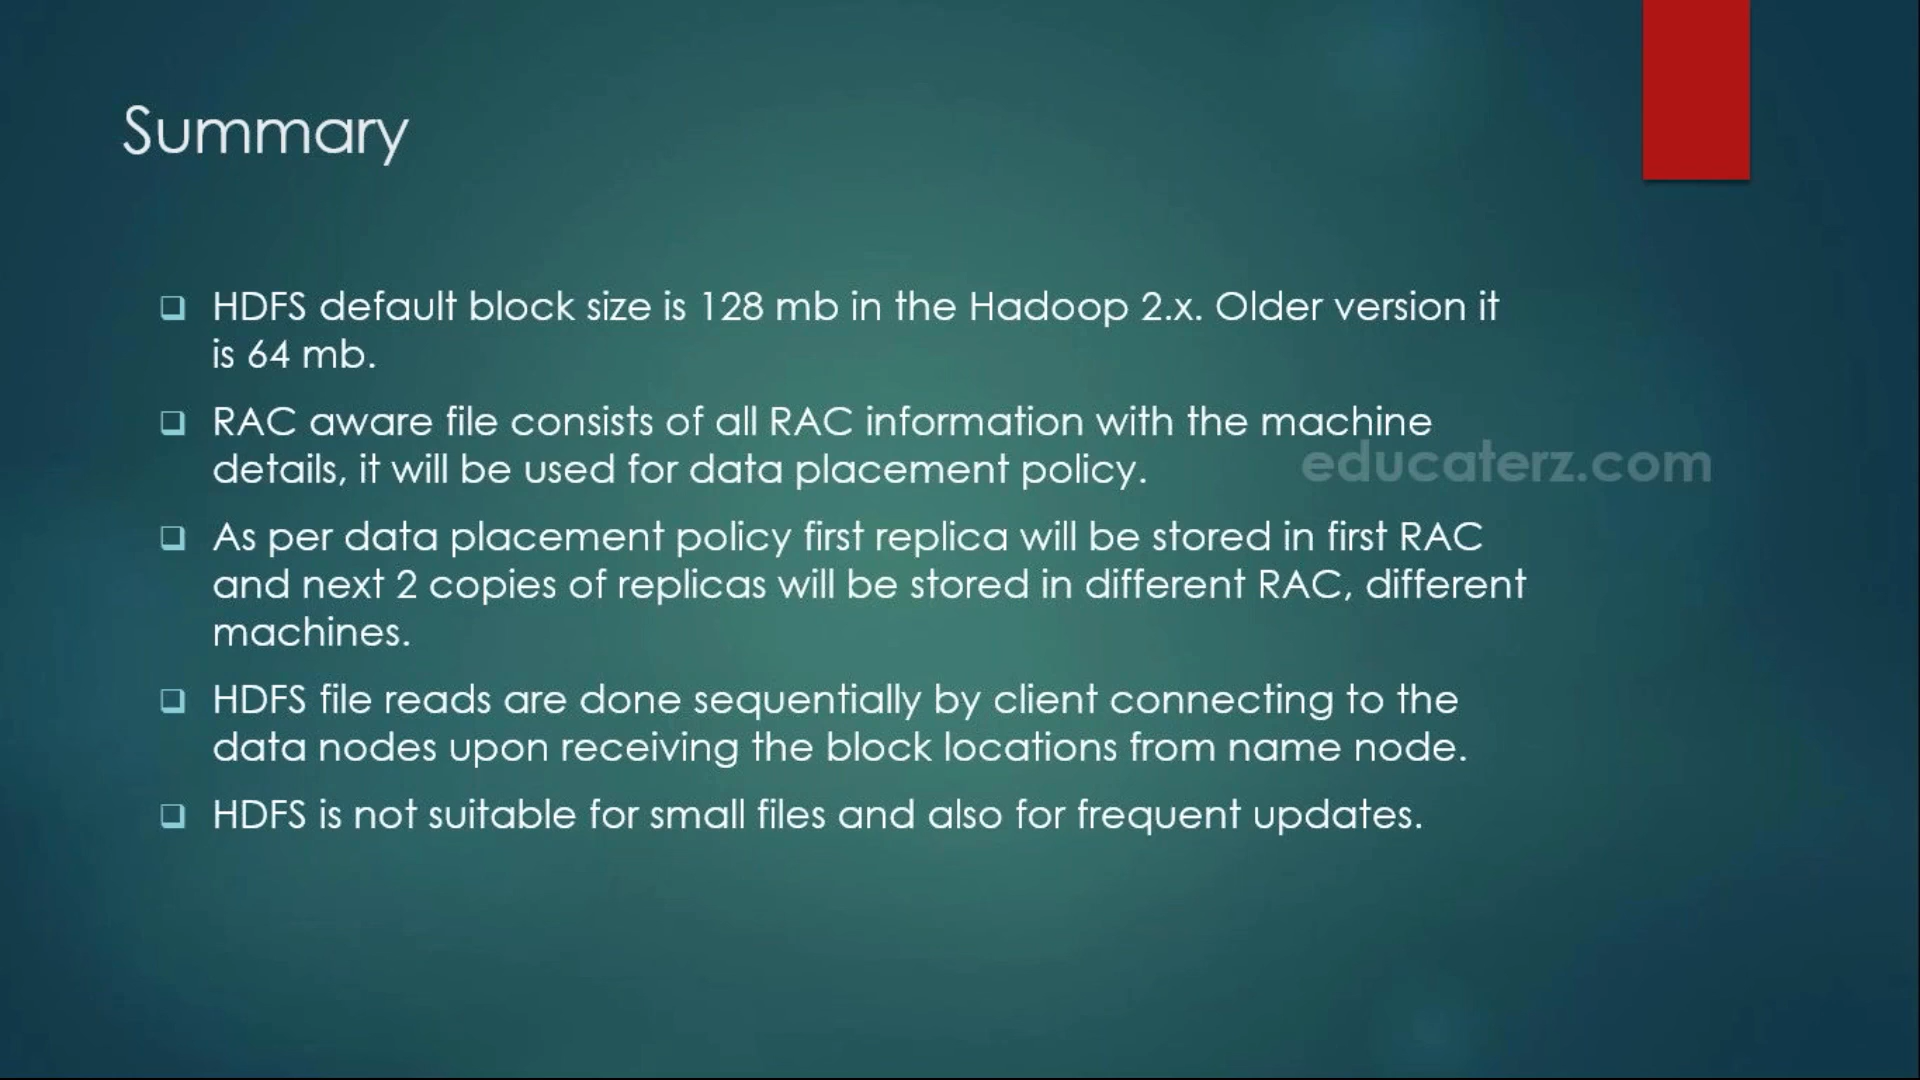 Summary
❑ HDFS default block size is 128 mb in the Hadoop 2.x. Older version it
is 64 mb.
❑ RAC aware file consists of all RAC information with the machine
details, it will be used for data placement policy.
educaterz.com
❑ As per data placement policy first replica will be stored in first RAC
and next 2 copies of replicas will be stored in different RAC, different
machines.
❑ HDFS file reads are done sequentially by client connecting to the
data nodes upon receiving the block locations from name node.
❑ HDFS is not suitable for small files and also for frequent updates.